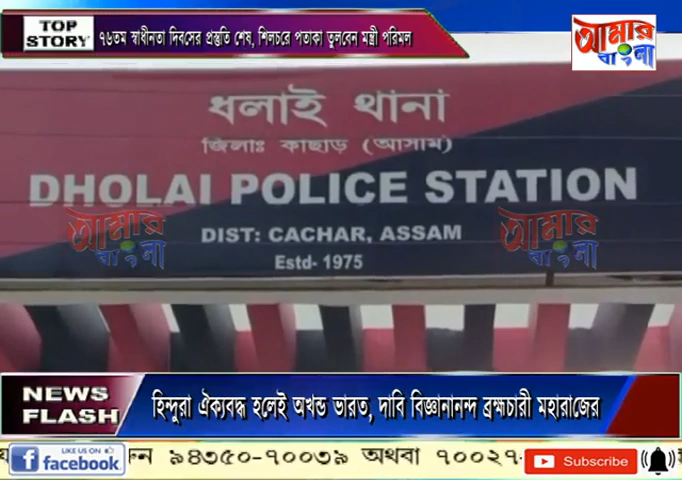 TOP STORY
৭৬তম স্বাধীনতা দিবসের প্রস্তুতি শেষ, শিলচরে পতাকা তুলবেন মন্ত্রী পরিমল
আমার
বাংলা
ধলাই থানা
জিলাঃ কাছাড় (আসাম)
DHOLAI POLICE STATION
DIST: CACHAR, ASSAM
Estd- 1975
আমার
বাংলা
আমার
বাংলা
NEWS FLASH
হিন্দুরা ঐক্যবদ্ধ হলেই অখন্ড ভারত, দাবি বিজ্ঞানানন্দ ব্রহ্মচারী মহারাজের
LIKE US ON
facebook
৯৪৩৫০-৭০০৩৯ অথবা ৭০০২৭-
Subscribe